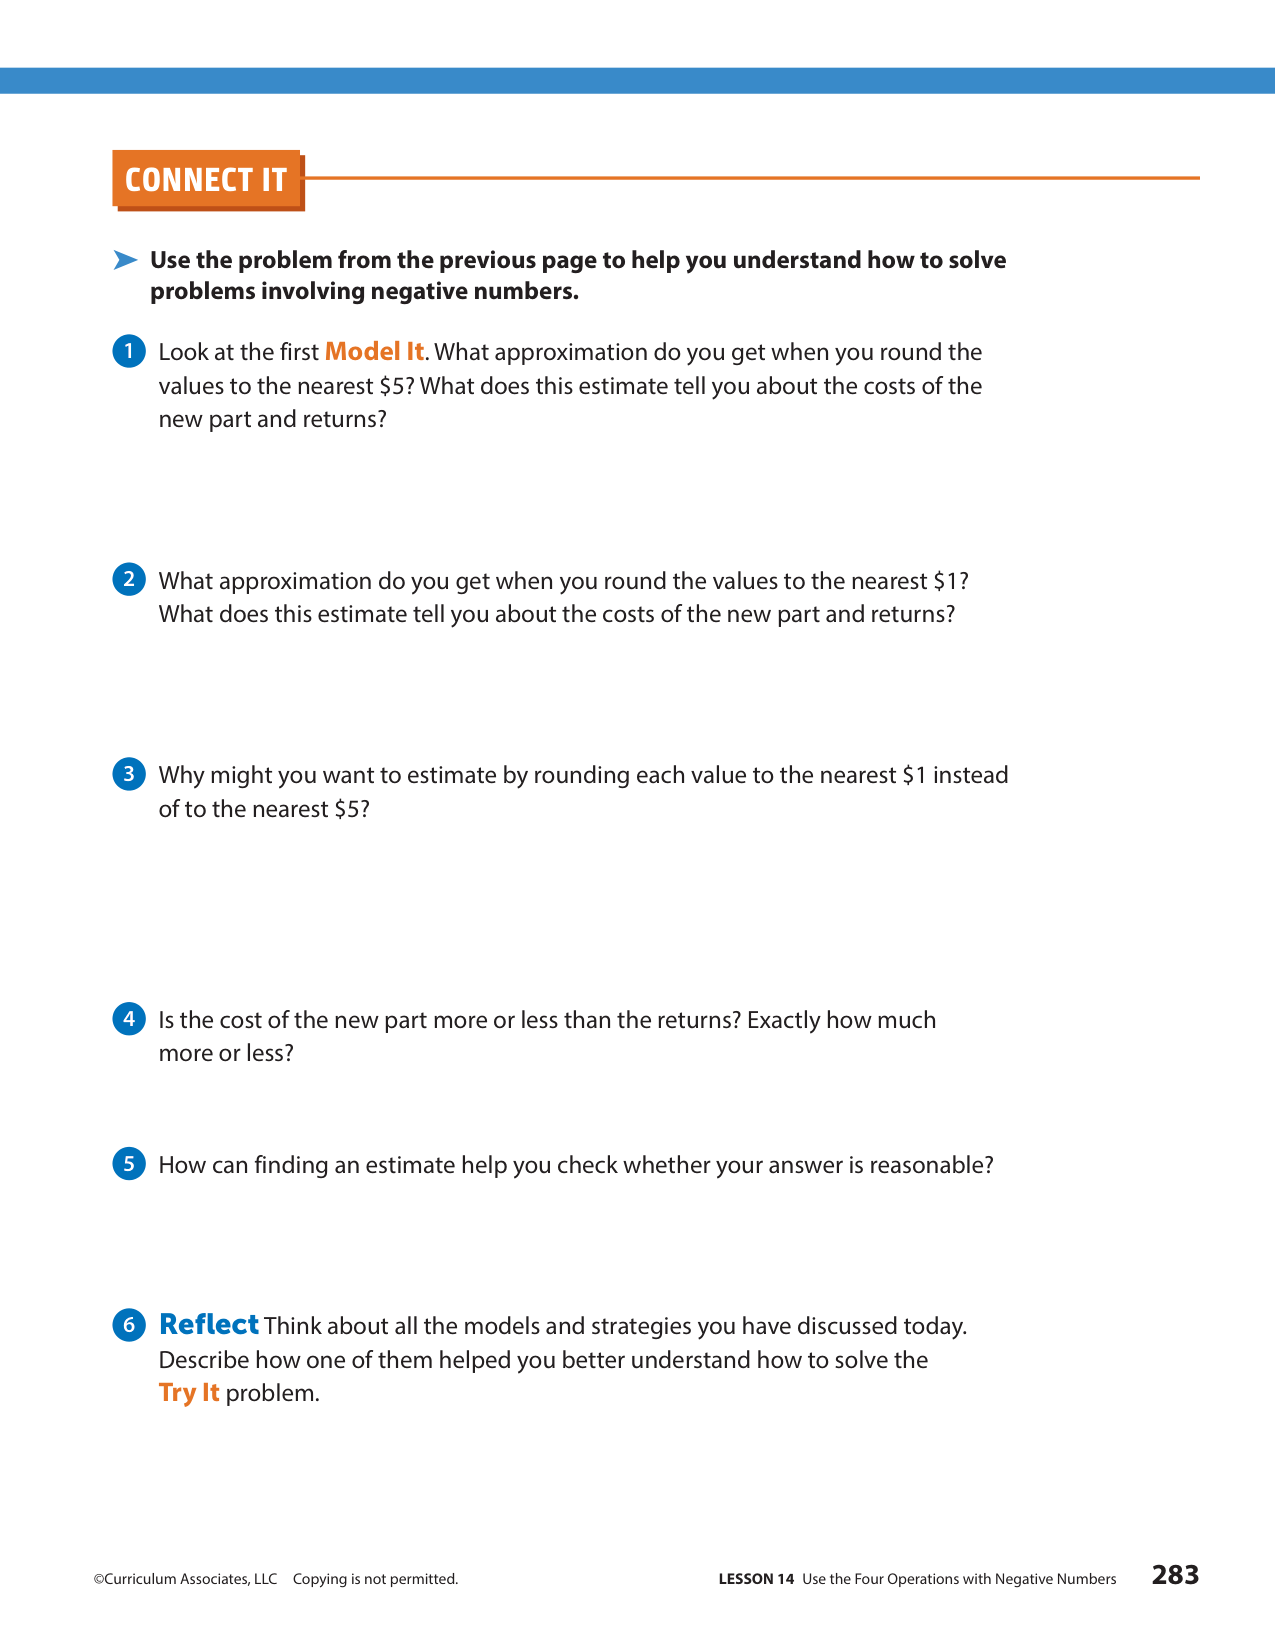 CONNECT IT
➤ Use the problem from the previous page to help you understand how to solve
problems involving negative numbers.
1 Look at the first Model It. What approximation do you get when you round the
values to the nearest $5? What does this estimate tell you about the costs of the
new part and returns?
2 What approximation do you get when you round the values to the nearest $1?
What does this estimate tell you about the costs of the new part and returns?
3 Why might you want to estimate by rounding each value to the nearest $1 instead
of to the nearest $5?
4 Is the cost of the new part more or less than the returns? Exactly how much
more or less?
5 How can finding an estimate help you check whether your answer is reasonable?
6 Reflect Think about all the models and strategies you have discussed today.
Describe how one of them helped you better understand how to solve the
Try It problem.
©Curriculum Associates, LLC Copying is not permitted. LESSON 14 Use the Four Operations with Negative Numbers 283